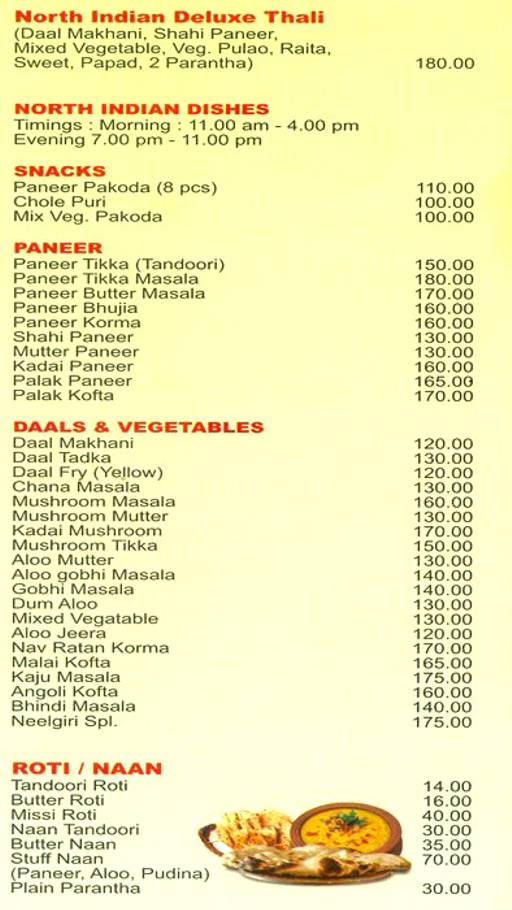 North Indian Deluxe Thali
(Daal Makhani, Shahi Paneer,
Mixed Vegetable, Veg. Pulao, Raita,
Sweet, Papad, 2 Parantha) 180.00
NORTH INDIAN DISHES
Timings : Morning : 11.00 am - 4.00 pm
Evening 7.00 pm - 11.00 pm
SNACKS
Paneer Pakoda (8 pcs) 110.00
Chole Puri 100.00
Mix Veg. Pakoda 100.00
PANEER
Paneer Tikka (Tandoori) 150.00
Paneer Tikka Masala 180.00
Paneer Butter Masala 170.00
Paneer Bhujia 160.00
Paneer Korma 160.00
Shahi Paneer 130.00
Mutter Paneer 130.00
Kadai Paneer 160.00
Palak Paneer 165.00
Palak Kofta 170.00
DAALS & VEGETABLES
Daal Makhani 120.00
Daal Tadka 130.00
Daal Fry (Yellow) 120.00
Chana Masala 130.00
Mushroom Masala 160.00
Mushroom Mutter 130.00
Kadai Mushroom 170.00
Mushroom Tikka 150.00
Aloo Mutter 130.00
Aloo gobhi Masala 140.00
Gobhi Masala 140.00
Dum Aloo 130.00
Mixed Vegatable 130.00
Aloo Jeera 120.00
Nav Ratan Korma 170.00
Malai Kofta 165.00
Kaju Masala 175.00
Angoli Kofta 160.00
Bhindi Masala 140.00
Neelgiri Spl. 175.00
ROTI / NAAN
Tandoori Roti 14.00
Butter Roti 16.00
Missi Roti 40.00
Naan Tandoori 30.00
Butter Naan 35.00
Stuff Naan 70.00
(Paneer, Aloo, Pudina)
Plain Parantha 30.00